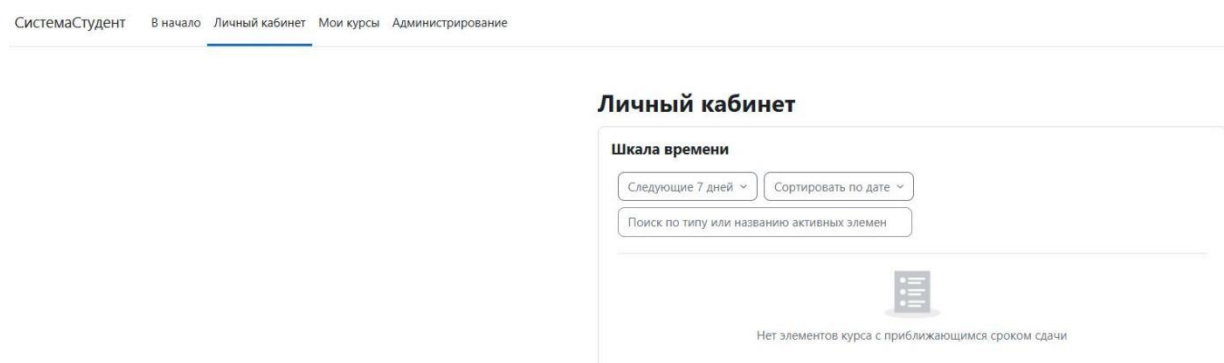 СистемаСтудент В начало Личный кабинет Мои курсы Администрирование
Личный кабинет
Шкала времени
Следующие 7 дней Сортировать по дате
Поиск по типу или названию активных элемен
Нет элементов курса с приближающимся сроком сдачи